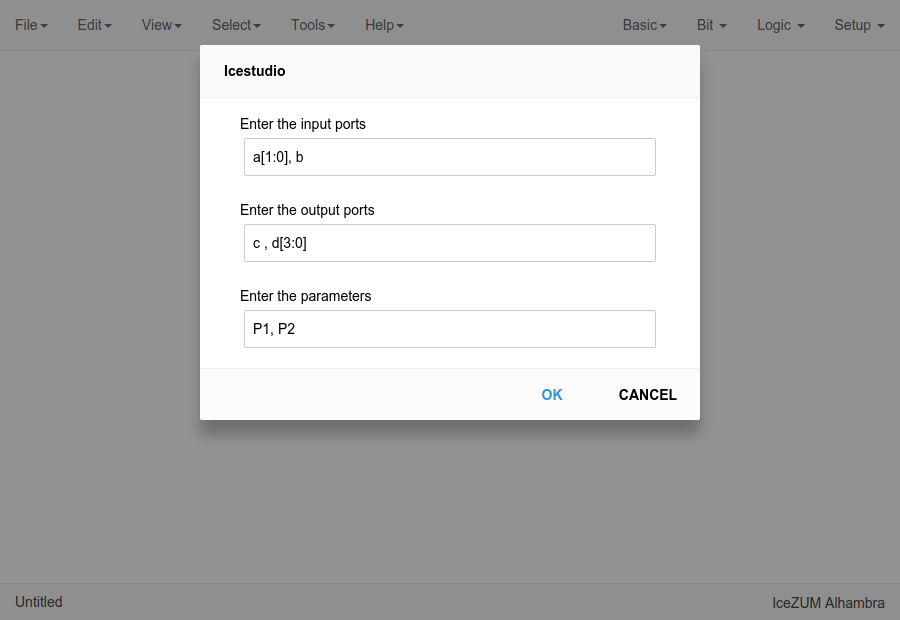 File Edit View Select Tools Help Basic Bit Logic Setup
Icestudio
Enter the input ports
a[1:0], b
Enter the output ports
c , d[3:0]
Enter the parameters
P1, P2
OK CANCEL
Untitled IceZUM Alhambra